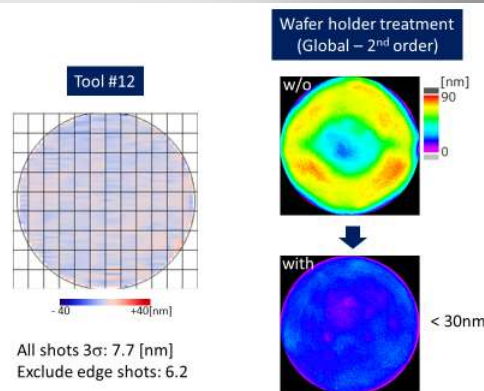 Wafer holder treatment
(Global – 2nd order)
Tool #12
w/o
[nm]
90
0
with
< 30nm
- 40
+40[nm]
All shots 3σ: 7.7 [nm]
Exclude edge shots: 6.2